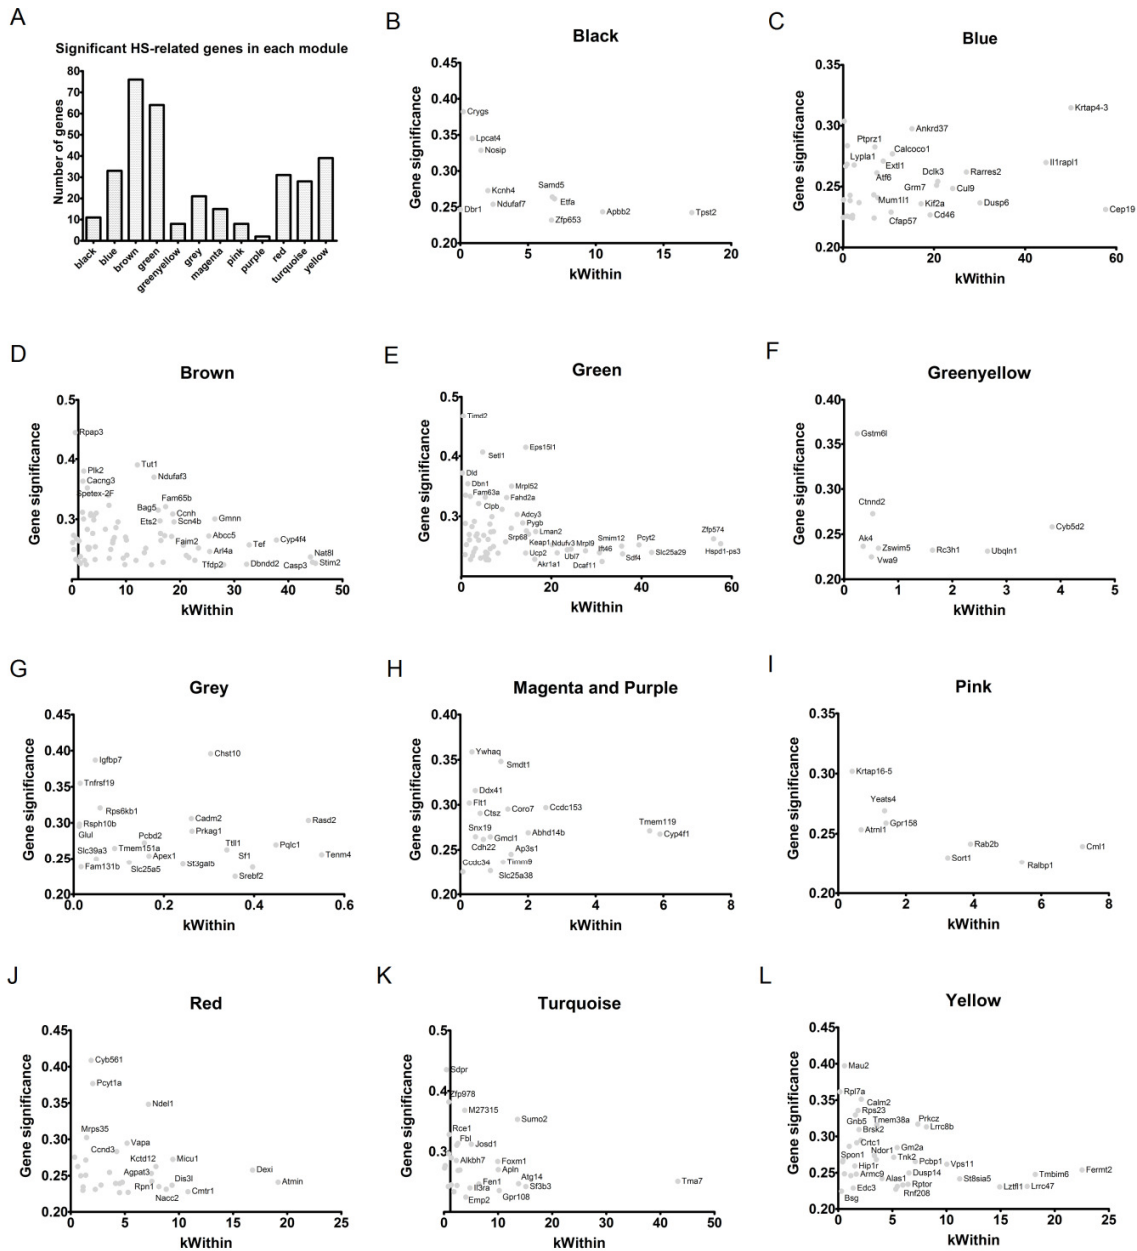 A
Significant HS-related genes in each module
Number of genes
80
70
60
50
40
30
20
10
0
black
blue
brown
green
greenyellow
grey
magenta
pink
purple
red
turquoise
yellow
B
Black
Gene significance
0.45
0.40
0.35
0.30
0.25
0.20
Crygs
Lpcat4
Nosip
Kcnh4
Ndufaf7
Dbr1
Samd5
Etfa
Zfp653
Apbb2
Tpst2
0 5 10 15 20
kWithin
C
Blue
Gene significance
0.35
0.30
0.25
0.20
Krtap4-3
Ankrd37
Ptprz1
Calcoco1
Lypla1
Extl1
Il1rapl1
Atf6
Dclk3
Rarres2
Grm7
Cul9
Mum1l1
Kif2a
Dusp6
Cfap57
Cd46
Cep19
0 20 40 60
kWithin
D
Brown
Gene significance
0.5
0.4
0.3
Rpap3
Plk2
Tut1
Cacng3
Ndufaf3
Spetex-2F
Fam65b
Bag5
Ccnh
Ets2
Scn4b
Gmnn
Abcc5
Faim2
Arl4a
Tef
Cyp4f4
Tfdp2
Dbndd2
Casp3
Nat8l
Stim2
0 10 20 30 40 50
kWithin
E
Green
Gene significance
0.5
0.4
0.3
Timd2
Setl1
Eps15l1
Dld
Dbn1
Mrpl52
Fam63a
Fahd2a
Clpb
Adcy3
Pygb
Lman2
Srp68
Keap1
Ndufv3
Mrpl9
Smim12
Pcyt2
Zfp574
Ucp2
Ubl7
Ift46
Slc25a29
Hspd1-ps3
Akr1a1
Dcaf11
Sdf4
0 10 20 30 40 50 60
kWithin
F
Greenyellow
Gene significance
0.40
0.35
0.30
0.25
0.20
Gstm6l
Ctnnd2
Ak4
Zswim5
Vwa9
Rc3h1
Ubqln1
Cyb5d2
0 1 2 3 4 5
kWithin
G
Grey
Gene significance
0.45
0.40
0.35
0.30
0.25
0.20
Igfbp7
Chst10
Tnfrsf19
Rps6kb1
Rsph10b
Cadm2
Rasd2
Glul
Pcbd2
Prkag1
Slc39a3
Tmem151a
Ttll1
Pqlc1
Apex1
Sf1
Tenm4
Fam131b
Slc25a5
St3gal5
Srebf2
0.0 0.2 0.4 0.6
kWithin
H
Magenta and Purple
Gene significance
0.40
0.35
0.30
0.25
0.20
Ywhaq
Smdt1
Ddx41
Flt1
Ctsz
Coro7
Ccdc153
Snx19
Gmcl1
Abhd14b
Tmem119
Cyp4f1
Cdh22
Ap3s1
Ccdc34
Timm9
Slc25a38
0 2 4 6 8
kWithin
I
Pink
Gene significance
0.35
0.30
0.25
0.20
Krtap16-5
Yeats4
Atrnl1
Gpr158
Rab2b
Cml1
Sort1
Ralbp1
0 2 4 6 8
kWithin
J
Red
Gene significance
0.45
0.40
0.35
0.30
0.25
0.20
Cyb561
Pcyt1a
Ndel1
Mrps35
Vapa
Ccnd3
Kctd12
Micu1
Agpat3
Dis3l
Dexi
Rpn1
Cmtr1
Atmin
Nacc2
0 5 10 15 20 25
kWithin
K
Turquoise
Gene significance
0.5
0.4
0.3
0.2
Sdpr
Zfp978
M27315
Sumo2
Rce1
Fbl
Josd1
Alkbh7
Foxm1
Apln
Fen1
Atg14
Il3ra
Sf3b3
Tma7
Emp2
Gpr108
0 10 20 30 40 50
kWithin
L
Yellow
Gene significance
0.45
0.40
0.35
0.30
0.25
0.20
Mau2
Rpl7a
Calm2
Rps23
Gnb5
Tmem38a
Prkcz
Brsk2
Lrrc8b
Crtc1
Ndor1
Gm2a
Spon1
Tnk2
Pcbp1
Vps11
Hip1r
Armc9
Dusp14
St8sia5
Tmbim6
Fermt2
Alas1
Rptor
Edc3
Rnf208
Lztfl1
Lrrc47
Bsg
0 5 10 15 20 25
kWithin